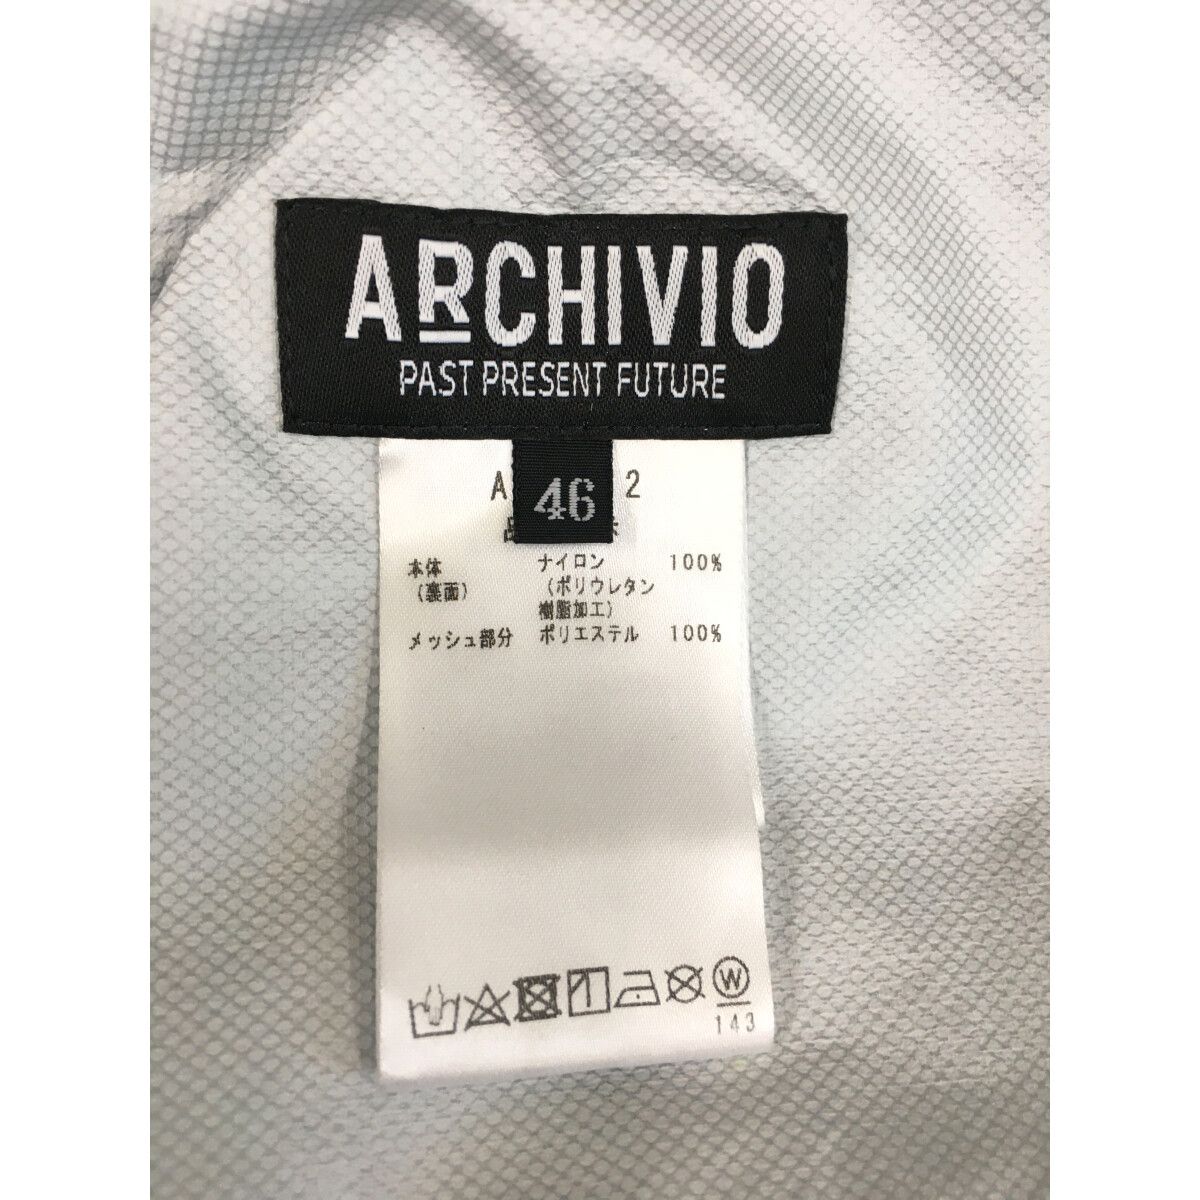 ARCHIVIO
PAST PRESENT FUTURE
46
A 2
本体 ナイロン 100%
(裏面) (ポリウレタン
樹脂加工)
メッシュ部分 ポリエステル 100%
W
143